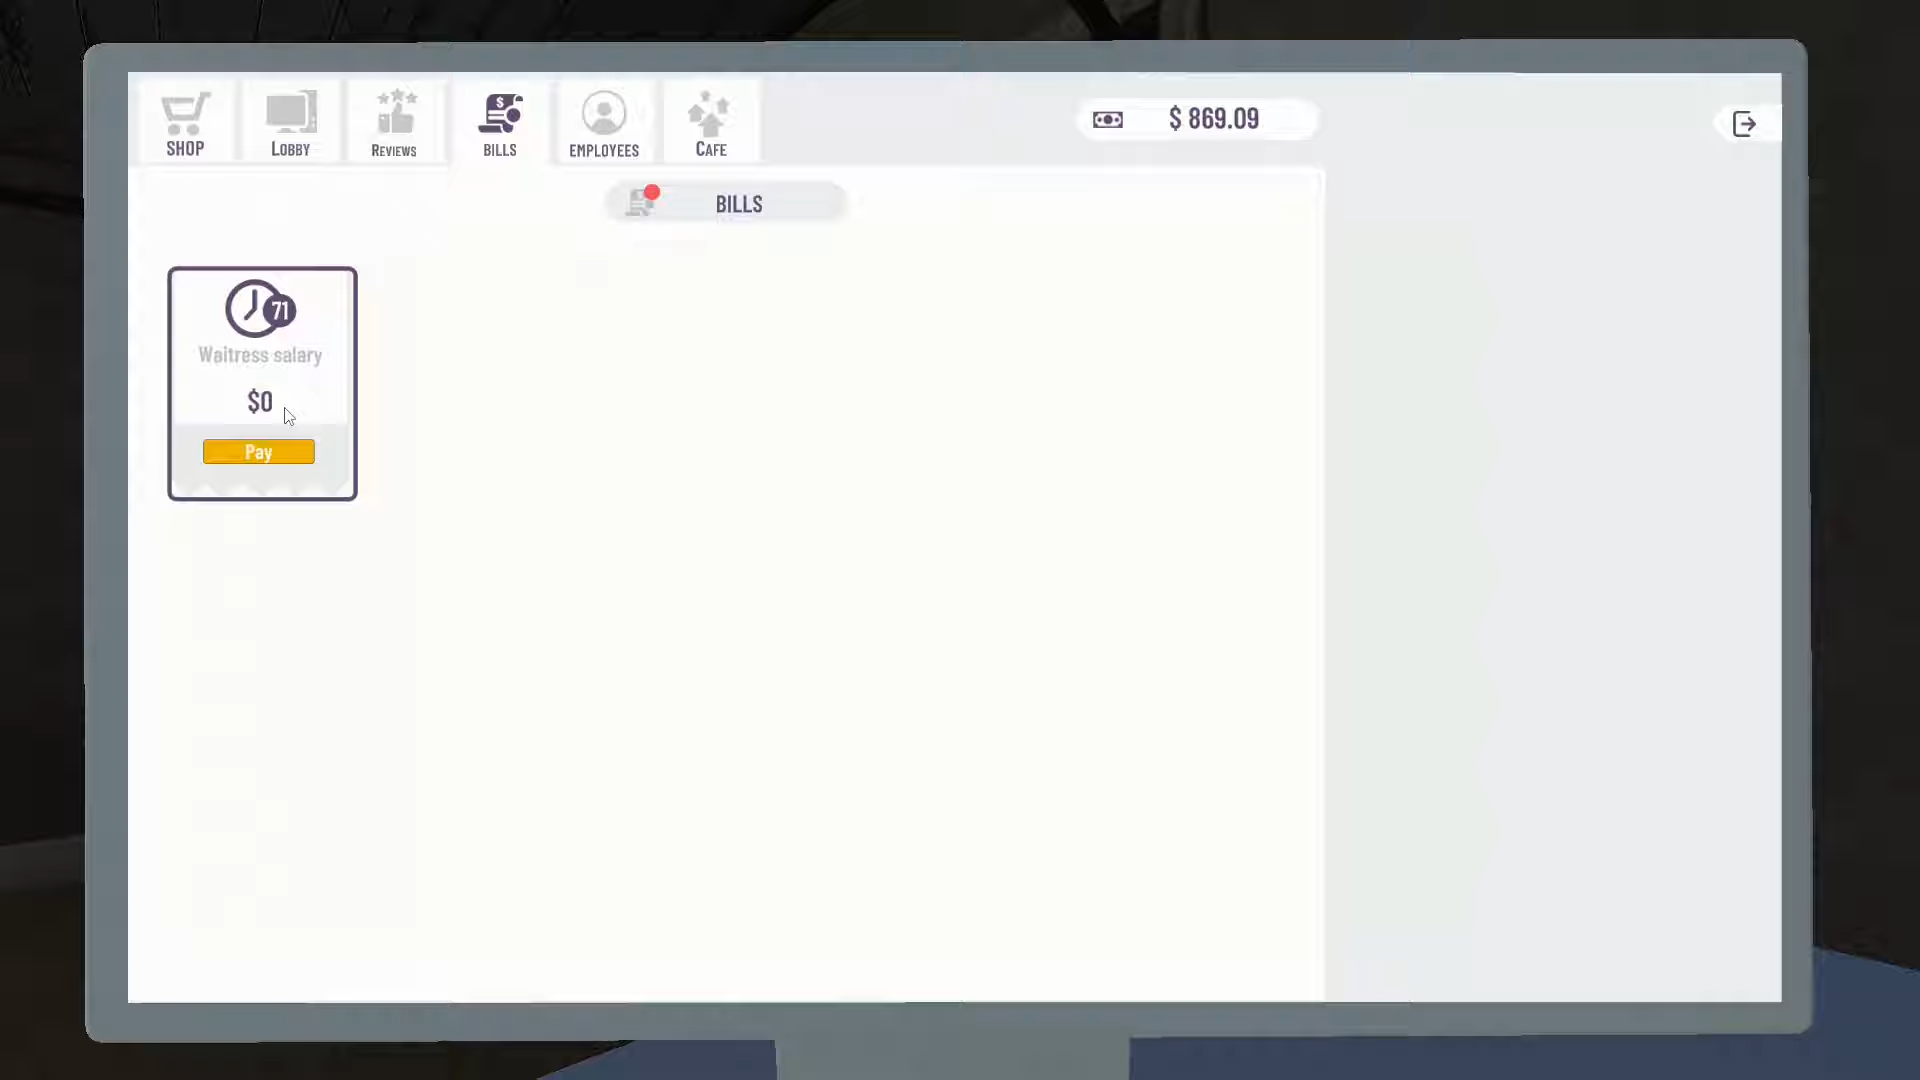 SHOP
LOBBY
REVIEWS
BILLS
EMPLOYEES
CAFE
$ 869.09
BILLS
71
Waitress salary
$0
Pay